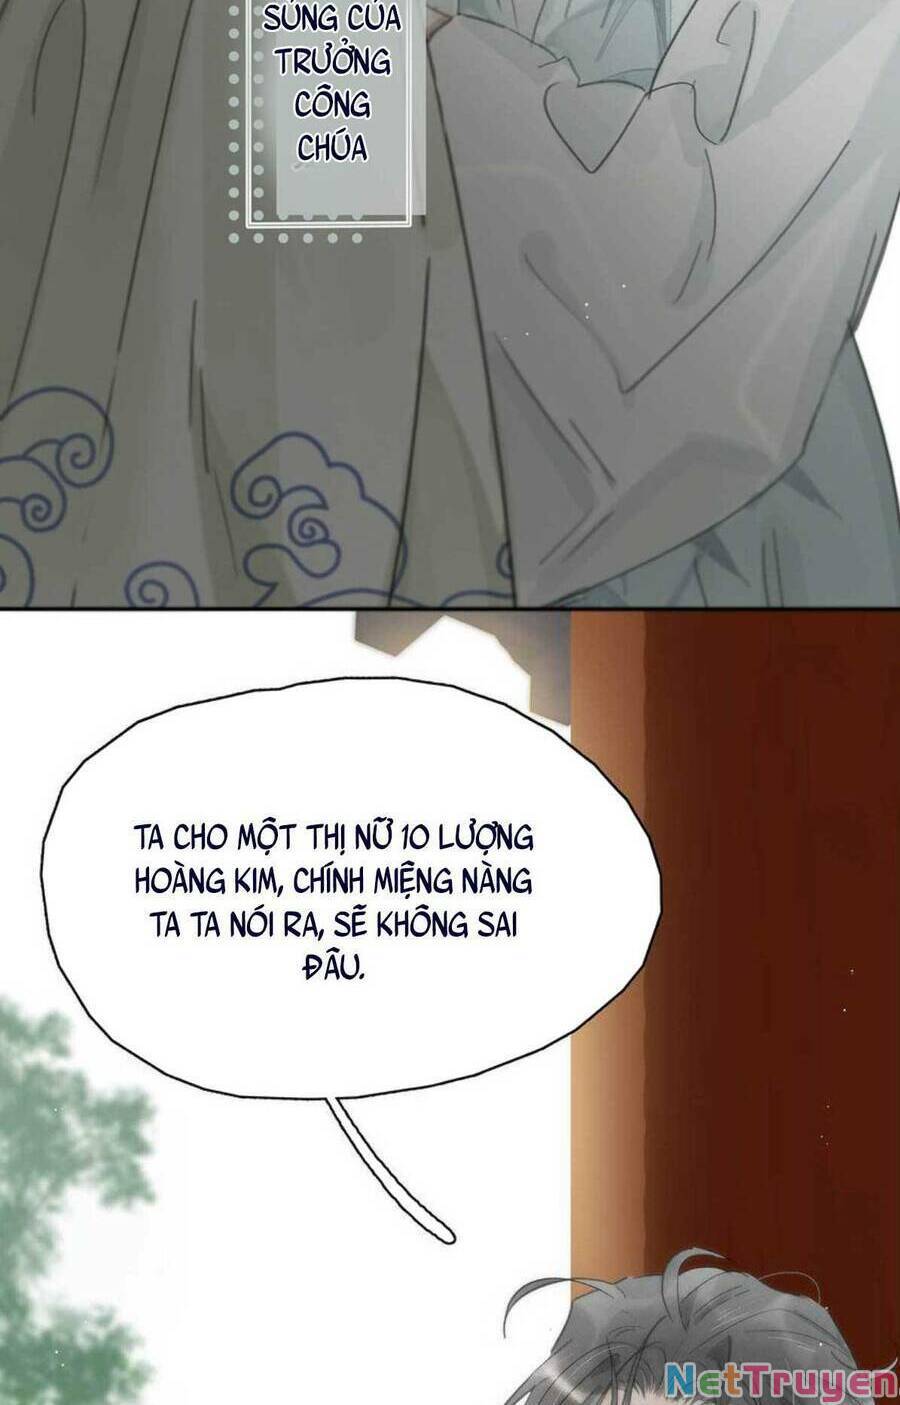 SỦNG CỦA
TRƯỞNG
CÔNG
CHÚA
TA CHO MỘT THỊ NỮ 10 LƯỢNG
HOÀNG KIM, CHÍNH MIỆNG NÀNG
TA TA NÓI RA, SẼ KHÔNG SAI
ĐÂU.
NetTruyen